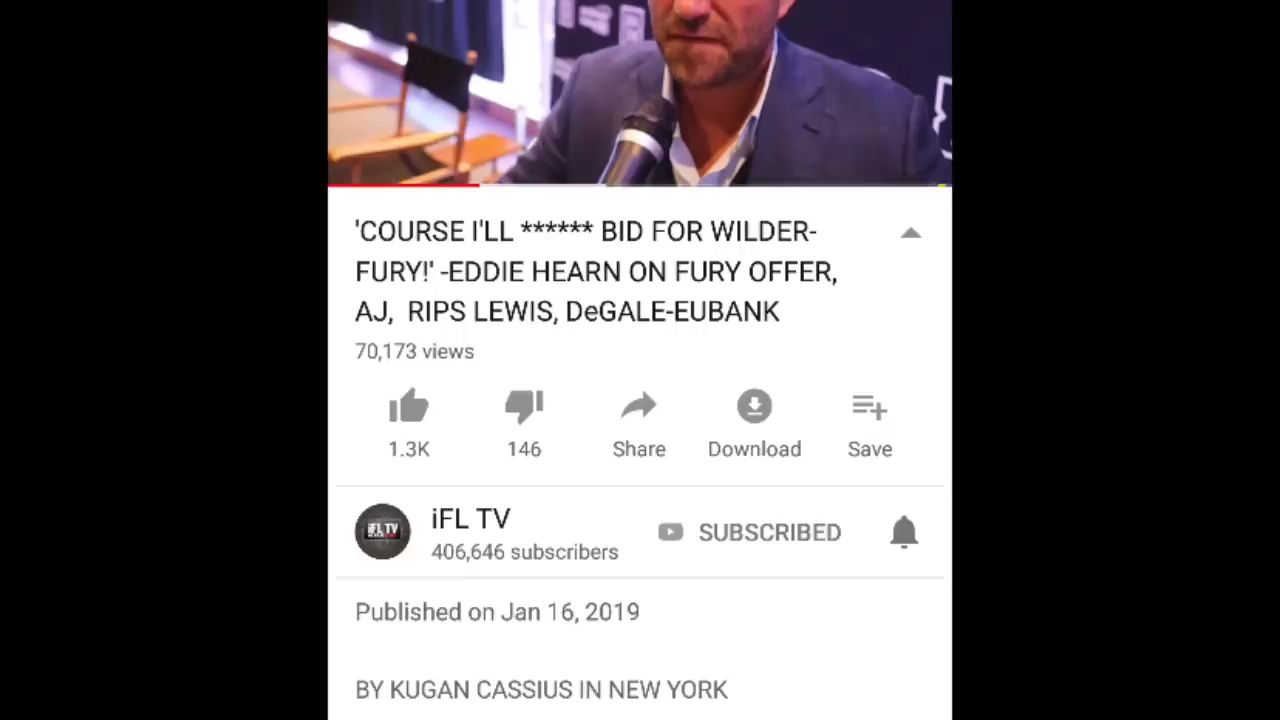 'COURSE I'LL ****** BID FOR WILDER-
FURY!' -EDDIE HEARN ON FURY OFFER,
AJ,  RIPS LEWIS, DeGALE-EUBANK
70,173 views
1.3K
146
Share
Download
Save
iFL TV
iFL TV
406,646 subscribers
SUBSCRIBED
Published on Jan 16, 2019
BY KUGAN CASSIUS IN NEW YORK